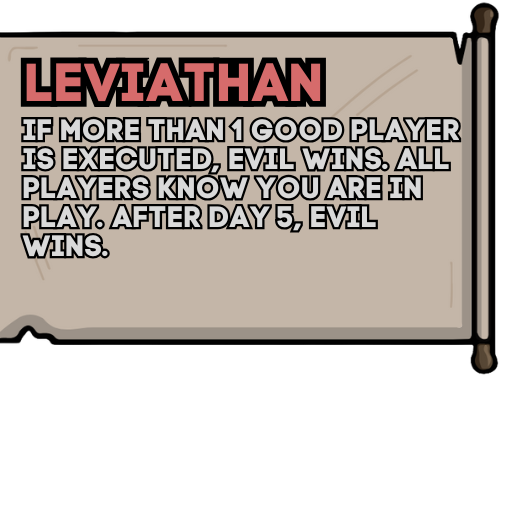 LEVIATHAN
IF MORE THAN 1 GOOD PLAYER
IS EXECUTED, EVIL WINS. ALL
PLAYERS KNOW YOU ARE IN
PLAY. AFTER DAY 5, EVIL
WINS.